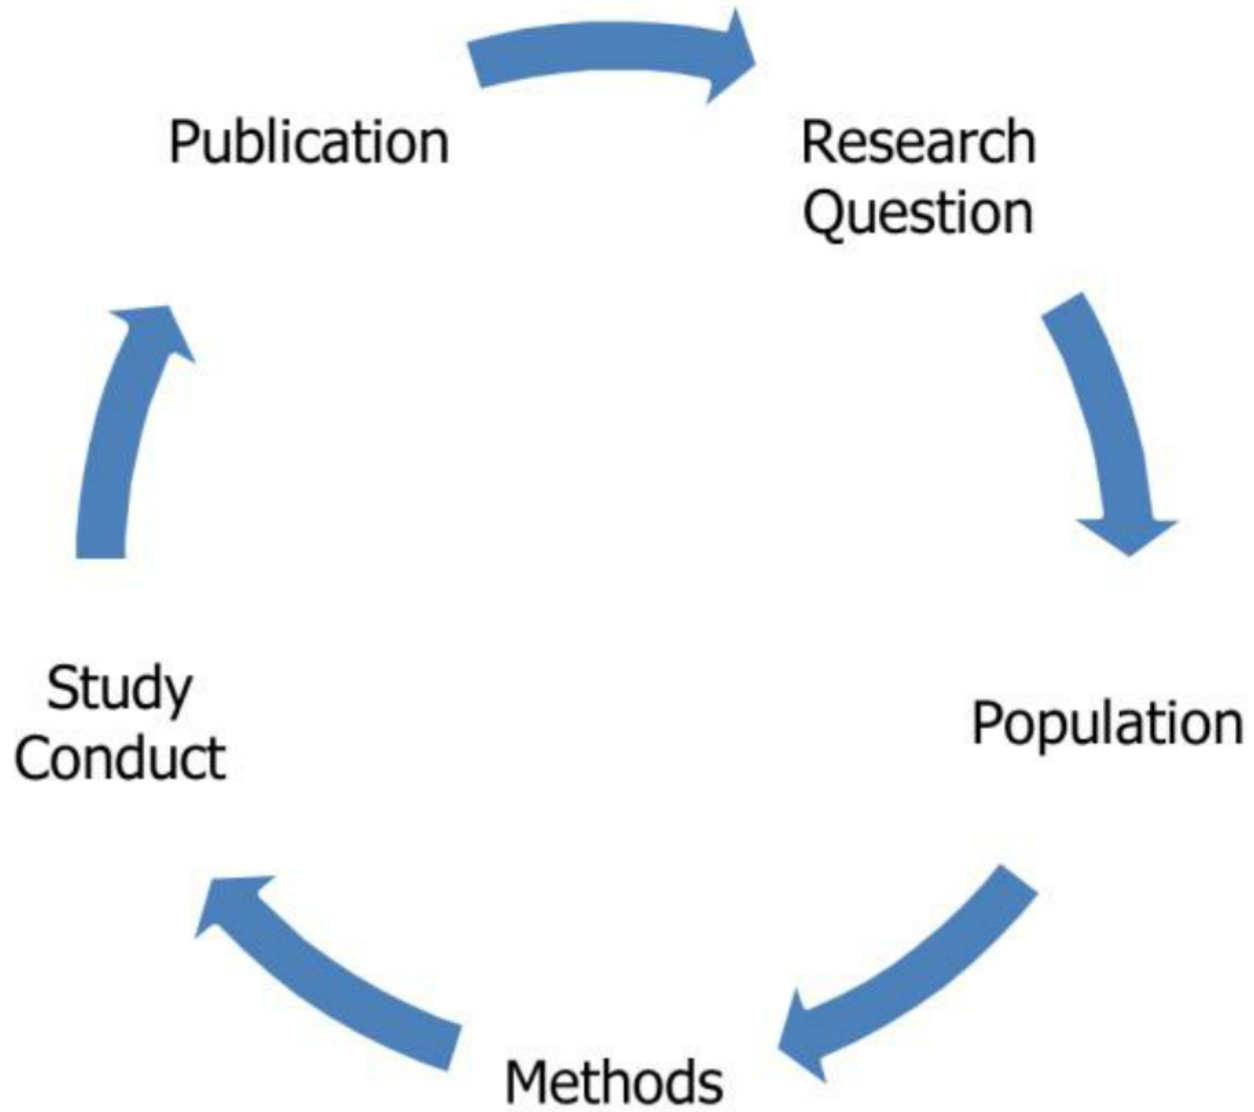 Publication
Research
Question
Population
Methods
Study
Conduct